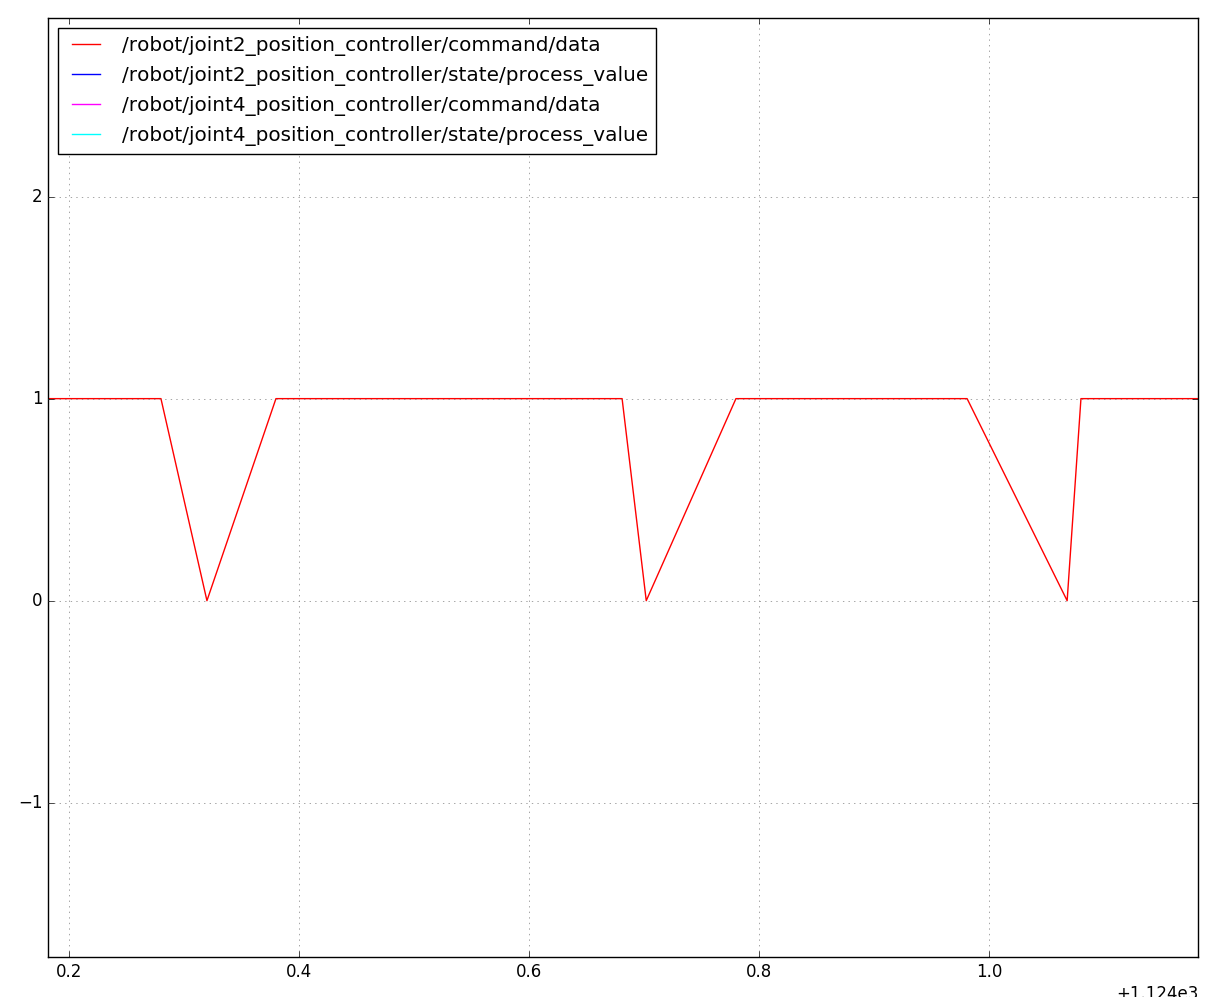 /robot/joint2_position_controller/command/data
/robot/joint2_position_controller/state/process_value
/robot/joint4_position_controller/command/data
/robot/joint4_position_controller/state/process_value
2
1
0
−1
0.2 0.4 0.6 0.8 1.0
+1.124e3